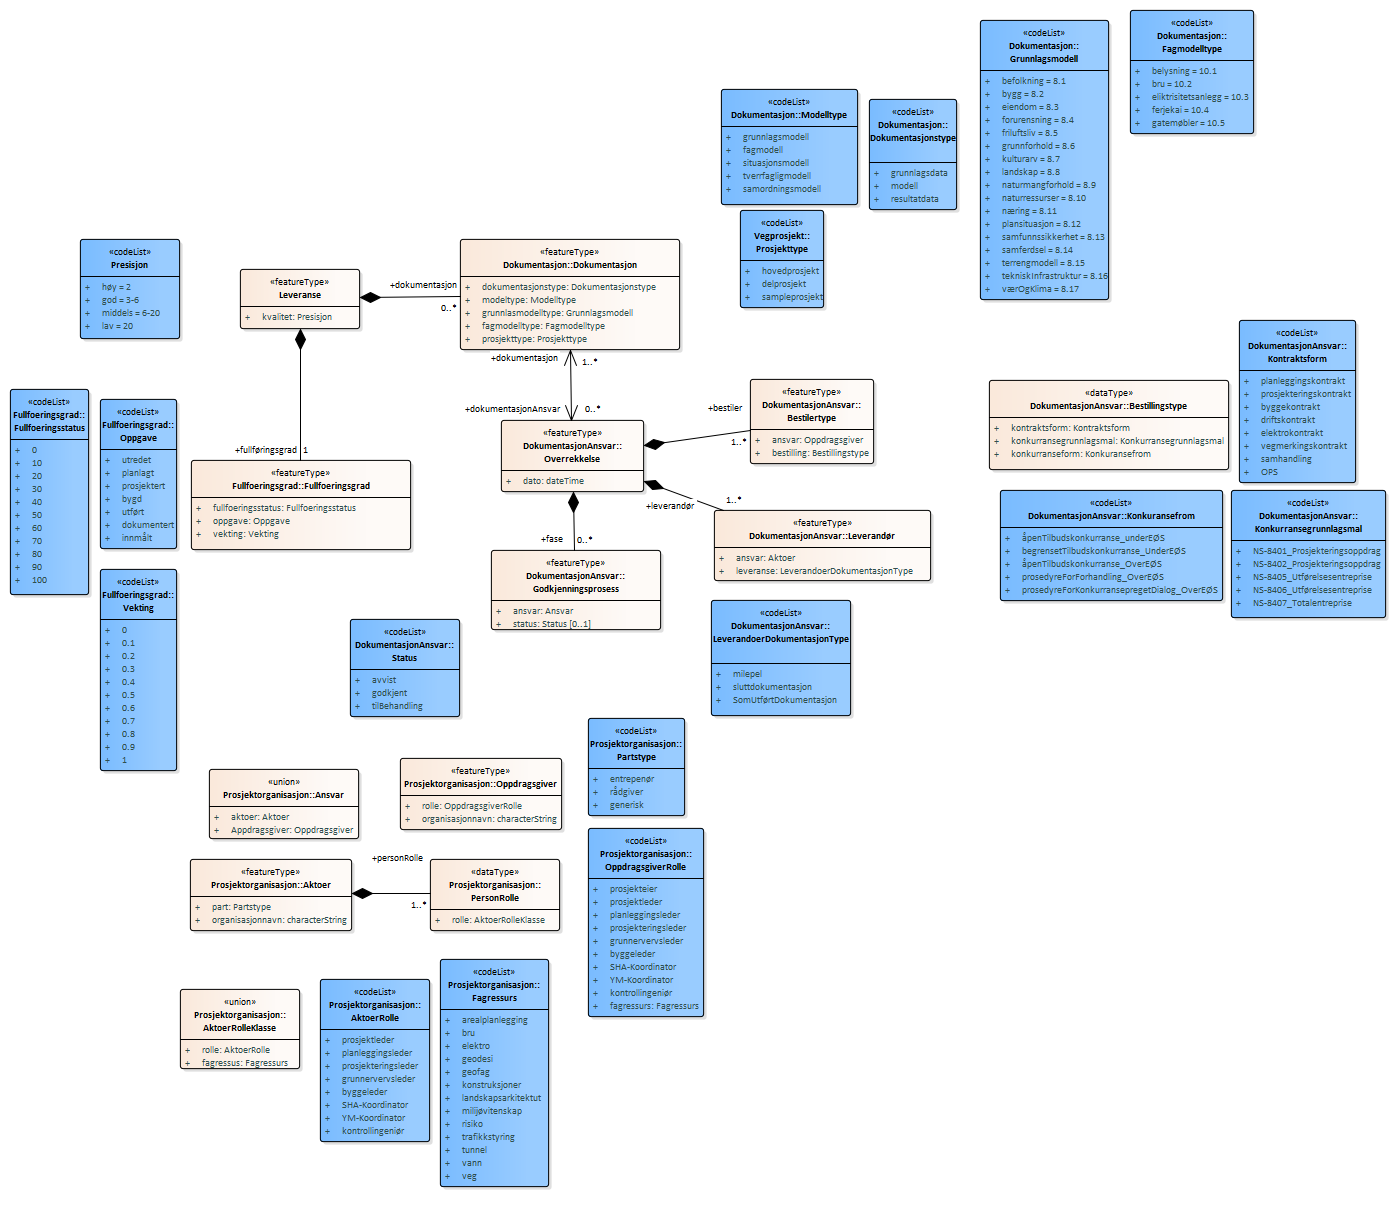 «codeList»
Dokumentasjon::
Grunnlagsmodell
+ befolkning = 8.1
+ bygg = 8.2
+ eiendom = 8.3
+ forurensning = 8.4
+ friluftsliv = 8.5
+ grunnforhold = 8.6
+ kulturarv = 8.7
+ landskap = 8.8
+ naturmangforhold = 8.9
+ naturressurser = 8.10
+ næring = 8.11
+ plansituasjon = 8.12
+ samfunnssikkerhet = 8.13
+ samferdsel = 8.14
+ terrengmodell = 8.15
+ tekniskInfrastruktur = 8.16
+ værOgKlima = 8.17
«codeList»
Dokumentasjon::
Fagmodelltype
+ belysning = 10.1
+ bru = 10.2
+ eliktrisitetsanlegg = 10.3
+ ferjekai = 10.4
+ gatemøbler = 10.5
«codeList»
Dokumentasjon::Modelltype
+ grunnlagsmodell
+ fagmodell
+ situasjonsmodell
+ tverrfagligmodell
+ samordningsmodell
«codeList»
Dokumentasjon::
Dokumentasjonstype
+ grunnlagsdata
+ modell
+ resultatdata
«codeList»
Vegprosjekt::
Prosjekttype
+ hovedprosjekt
+ delprosjekt
+ sampleprosjekt
«codeList»
Presisjon
+ høy = 2
+ god = 3-6
+ middels = 6-20
+ lav = 20
«featureType»
Leveranse
+ kvalitet: Presisjon
+dokumentasjon
0..*
«featureType»
Dokumentasjon::Dokumentasjon
+ dokumentasjonstype: Dokumentasjonstype
+ modeltype: Modelltype
+ grunnlasmodelltype: Grunnlagsmodell
+ fagmodelltype: Fagmodelltype
+ prosjekttype: Prosjekttype
+dokumentasjon
1..*
+dokumentasjonAnsvar
0..*
«codeList»
Fullfoeringsgrad::
Fullfoeringsstatus
+ 0
+ 10
+ 20
+ 30
+ 40
+ 50
+ 60
+ 70
+ 80
+ 90
+ 100
«codeList»
Fullfoeringsgrad::
Oppgave
+ utredet
+ planlagt
+ prosjektert
+ bygd
+ utført
+ dokumentert
+ innmålt
+fullføringsgrad
1
«featureType»
Fullfoeringsgrad::Fullfoeringsgrad
+ fullfoeringsstatus: Fullfoeringsstatus
+ oppgave: Oppgave
+ vekting: Vekting
«featureType»
DokumentasjonAnsvar::
Overrekkelse
+ dato: dateTime
+bestiler
1..*
«featureType»
DokumentasjonAnsvar::
Bestilertype
+ ansvar: Oppdragsgiver
+ bestilling: Bestillingstype
+leverandør
1..*
«featureType»
DokumentasjonAnsvar::Leverandør
+ ansvar: Aktoer
+ leveranse: LeverandoerDokumentasjonType
+fase
0..*
«featureType»
DokumentasjonAnsvar::
Godkjenningsprosess
+ ansvar: Ansvar
+ status: Status [0..1]
«dataType»
DokumentasjonAnsvar::Bestillingstype
+ kontraktsform: Kontraktsform
+ konkurransegrunnlagsmal: Konkurransegrunnlagsmal
+ konkurranseform: Konkuransefrom
«codeList»
DokumentasjonAnsvar::
Kontraktsform
+ planleggingskontrakt
+ prosjekteringskontrakt
+ byggekontrakt
+ driftskontrakt
+ elektrokontrakt
+ vegmerkingskontrakt
+ samhandling
+ OPS
«codeList»
DokumentasjonAnsvar::Konkuransefrom
+ åpenTilbudskonkurranse_underEØS
+ begrensetTilbudskonkurranse_UnderEØS
+ åpenTilbudskonkurranse_OverEØS
+ prosedyreForForhandling_OverEØS
+ prosedyreForKonkurransepregetDialog_OverEØS
«codeList»
DokumentasjonAnsvar::
Konkurransegrunnlagsmal
+ NS-8401_Prosjekteringsoppdrag
+ NS-8402_Prosjekteringsoppdrag
+ NS-8405_Utførelsesentreprise
+ NS-8406_Utførelsesentreprise
+ NS-8407_Totalentreprise
«codeList»
Fullfoeringsgrad::
Vekting
+ 0
+ 0.1
+ 0.2
+ 0.3
+ 0.4
+ 0.5
+ 0.6
+ 0.7
+ 0.8
+ 0.9
+ 1
«codeList»
DokumentasjonAnsvar::
Status
+ avvist
+ godkjent
+ tilBehandling
«codeList»
DokumentasjonAnsvar::
LeverandoerDokumentasjonType
+ milepel
+ sluttdokumentasjon
+ SomUtførtDokumentasjon
«codeList»
Prosjektorganisasjon::
Partstype
+ entrepenør
+ rådgiver
+ generisk
«union»
Prosjektorganisasjon::Ansvar
+ aktoer: Aktoer
+ Appdragsgiver: Oppdragsgiver
«featureType»
Prosjektorganisasjon::Oppdragsgiver
+ rolle: OppdragsgiverRolle
+ organisasjonnavn: characterString
«featureType»
Prosjektorganisasjon::Aktoer
+ part: Partstype
+ organisasjonnavn: characterString
+personRolle
1..*
«dataType»
Prosjektorganisasjon::
PersonRolle
+ rolle: AktoerRolleKlasse
«codeList»
Prosjektorganisasjon::
OppdragsgiverRolle
+ prosjekteier
+ prosjektleder
+ planleggingsleder
+ prosjekteringsleder
+ grunnervervsleder
+ byggeleder
+ SHA-Koordinator
+ YM-Koordinator
+ kontrollingeniør
+ fagressurs: Fagressurs
«union»
Prosjektorganisasjon::
AktoerRolleKlasse
+ rolle: AktoerRolle
+ fagressus: Fagressurs
«codeList»
Prosjektorganisasjon::
AktoerRolle
+ prosjektleder
+ planleggingsleder
+ prosjekteringsleder
+ grunnervervsleder
+ byggeleder
+ SHA-Koordinator
+ YM-Koordinator
+ kontrollingeniør
«codeList»
Prosjektorganisasjon::
Fagressurs
+ arealplanlegging
+ bru
+ elektro
+ geodesi
+ geofag
+ konstruksjoner
+ landskapsarkitektut
+ milijøvitenskap
+ risiko
+ trafikkstyring
+ tunnel
+ vann
+ veg